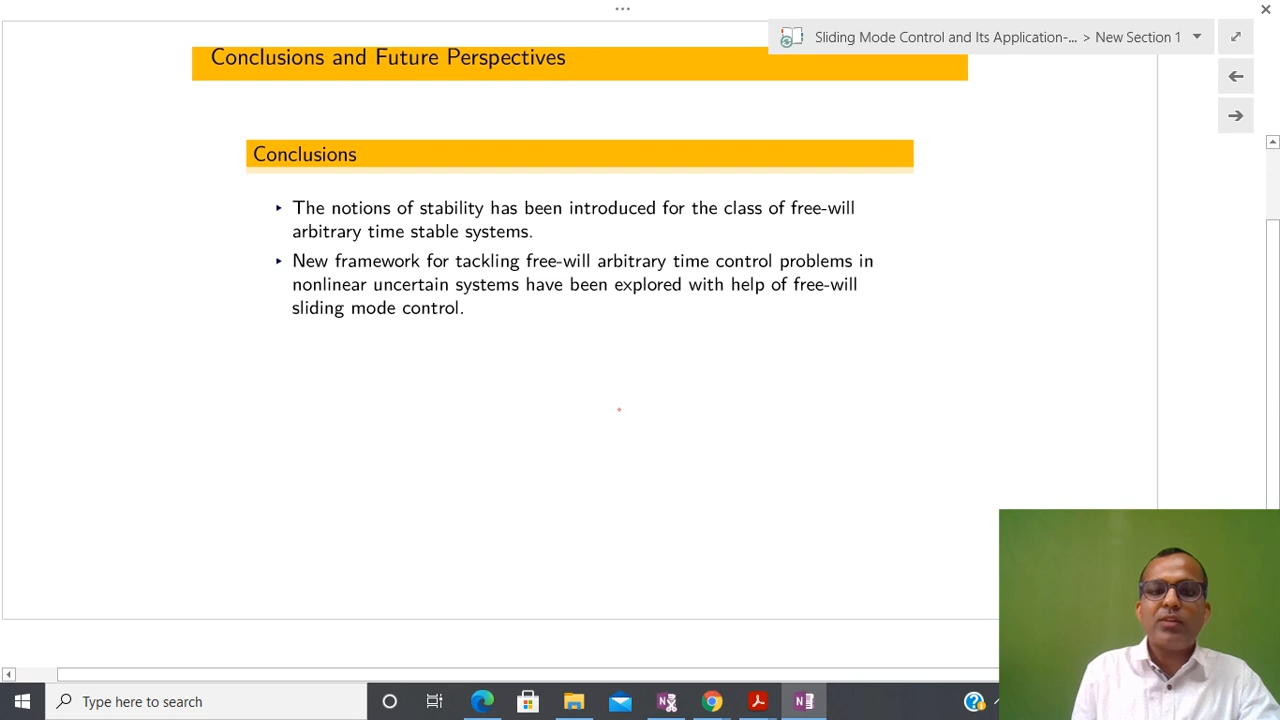 Sliding Mode Control and Its Application-... > New Section 1
Conclusions and Future Perspectives
Conclusions
The notions of stability has been introduced for the class of free-will
arbitrary time stable systems.
New framework for tackling free-will arbitrary time control problems in
nonlinear uncertain systems have been explored with help of free-will
sliding mode control.
Type here to search